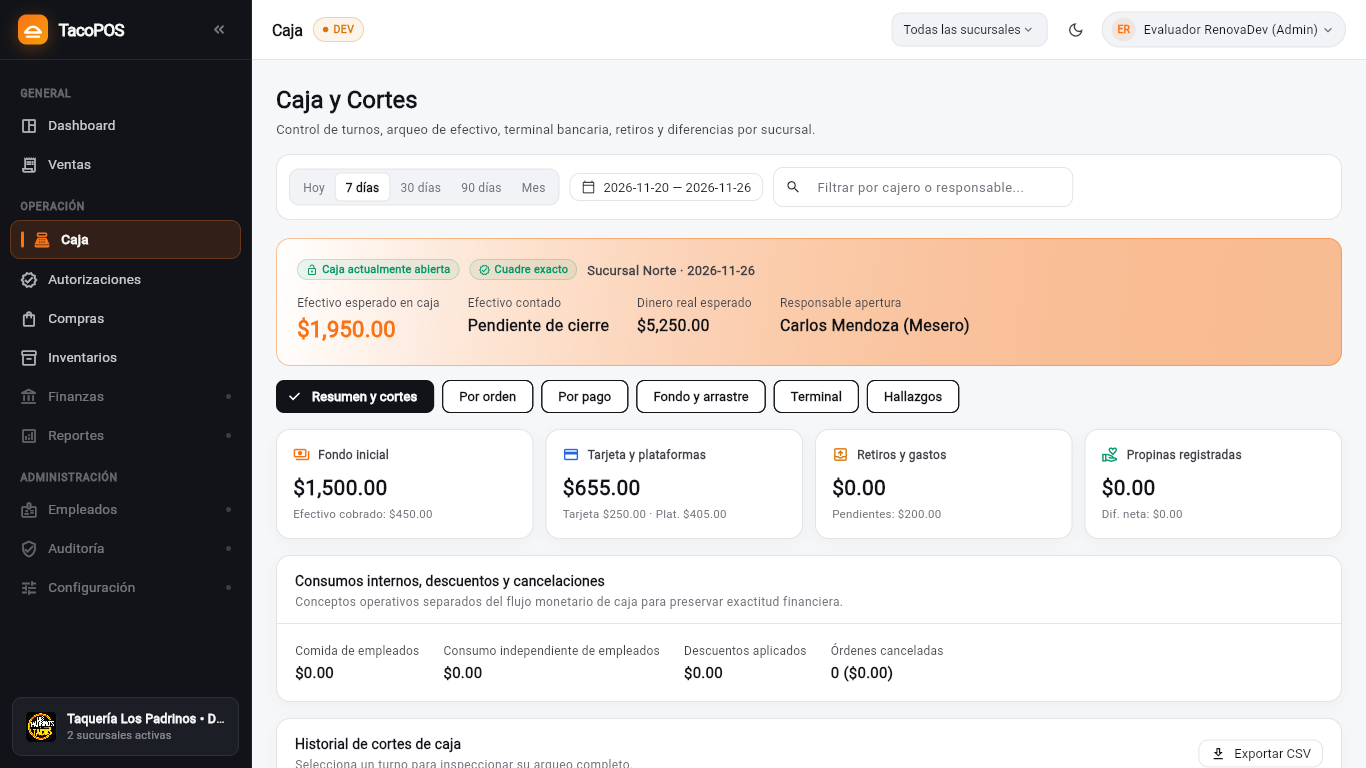 TacoPOS
Caja
DEV
Todas las sucursales
ER
Evaluador RenovaDev (Admin)
GENERAL
Dashboard
Ventas
OPERACIÓN
Caja
Autorizaciones
Compras
Inventarios
Finanzas
Reportes
ADMINISTRACIÓN
Empleados
Auditoría
Configuración
Taquería Los Padrinos • D...
2 sucursales activas
Caja y Cortes
Control de turnos, arqueo de efectivo, terminal bancaria, retiros y diferencias por sucursal.
Hoy 7 días 30 días 90 días Mes 2026-11-20 — 2026-11-26 Filtrar por cajero o responsable...
Caja actualmente abierta Cuadre exacto Sucursal Norte · 2026-11-26
Efectivo esperado en caja Efectivo contado Dinero real esperado Responsable apertura
$1,950.00 Pendiente de cierre $5,250.00 Carlos Mendoza (Mesero)
Resumen y cortes Por orden Por pago Fondo y arrastre Terminal Hallazgos
Fondo inicial
$1,500.00
Efectivo cobrado: $450.00
Tarjeta y plataformas
$655.00
Tarjeta $250.00 · Plat. $405.00
Retiros y gastos
$0.00
Pendientes: $200.00
Propinas registradas
$0.00
Dif. neta: $0.00
Consumos internos, descuentos y cancelaciones
Conceptos operativos separados del flujo monetario de caja para preservar exactitud financiera.
Comida de empleados Consumo independiente de empleados Descuentos aplicados Órdenes canceladas
$0.00 $0.00 $0.00 0 ($0.00)
Historial de cortes de caja
Selecciona un turno para inspeccionar su arqueo completo.
Exportar CSV